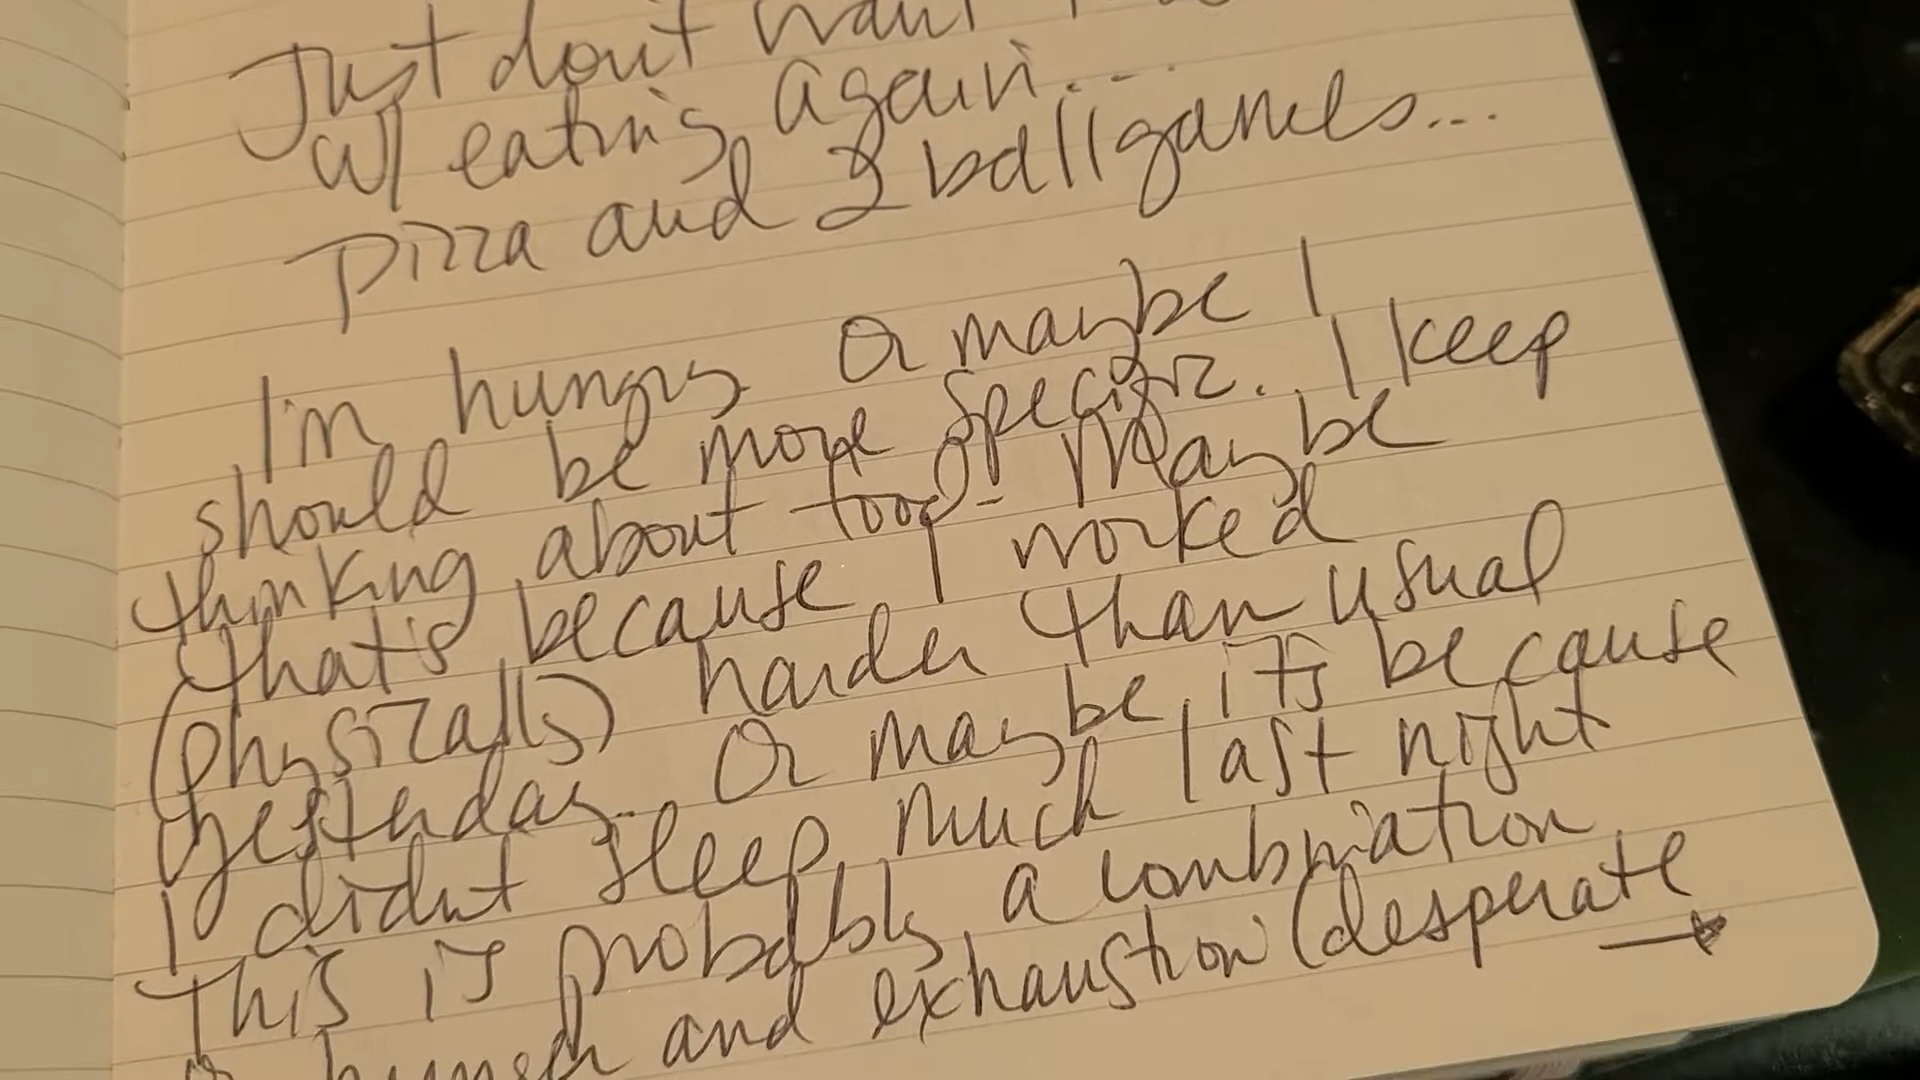 Just don't want
w/ eating again...
pizza and 2 ballgames...
I'm hungry. Or maybe I
should be more specific. I keep
thinking about food. Maybe
that's because I worked
(physically) harder than usual
yesterday. Or maybe it's because
I didn't sleep much last night
This is probably a combination
and exhaustion (desperate
→